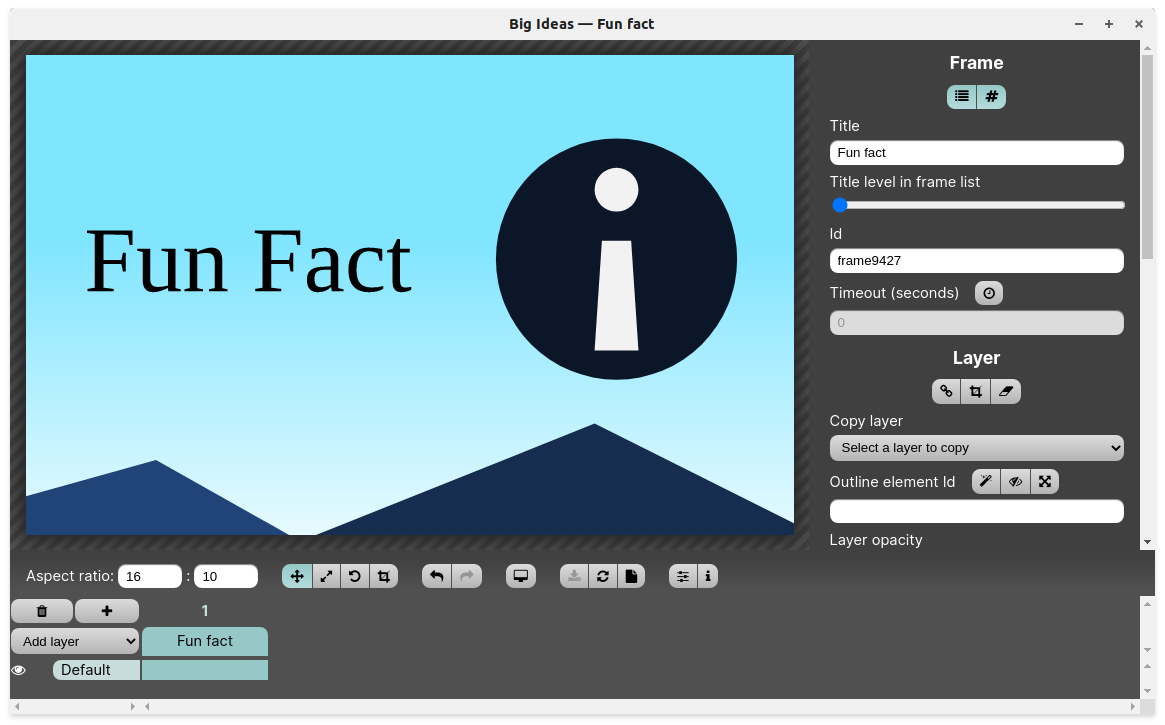 Big Ideas — Fun fact
Fun Fact
Frame
Title
Fun fact
Title level in frame list
Id
frame9427
Timeout (seconds)
0
Layer
Copy layer
Select a layer to copy
Outline element Id
Layer opacity
Aspect ratio: 16 : 10
1
Add layer
Fun fact
Default